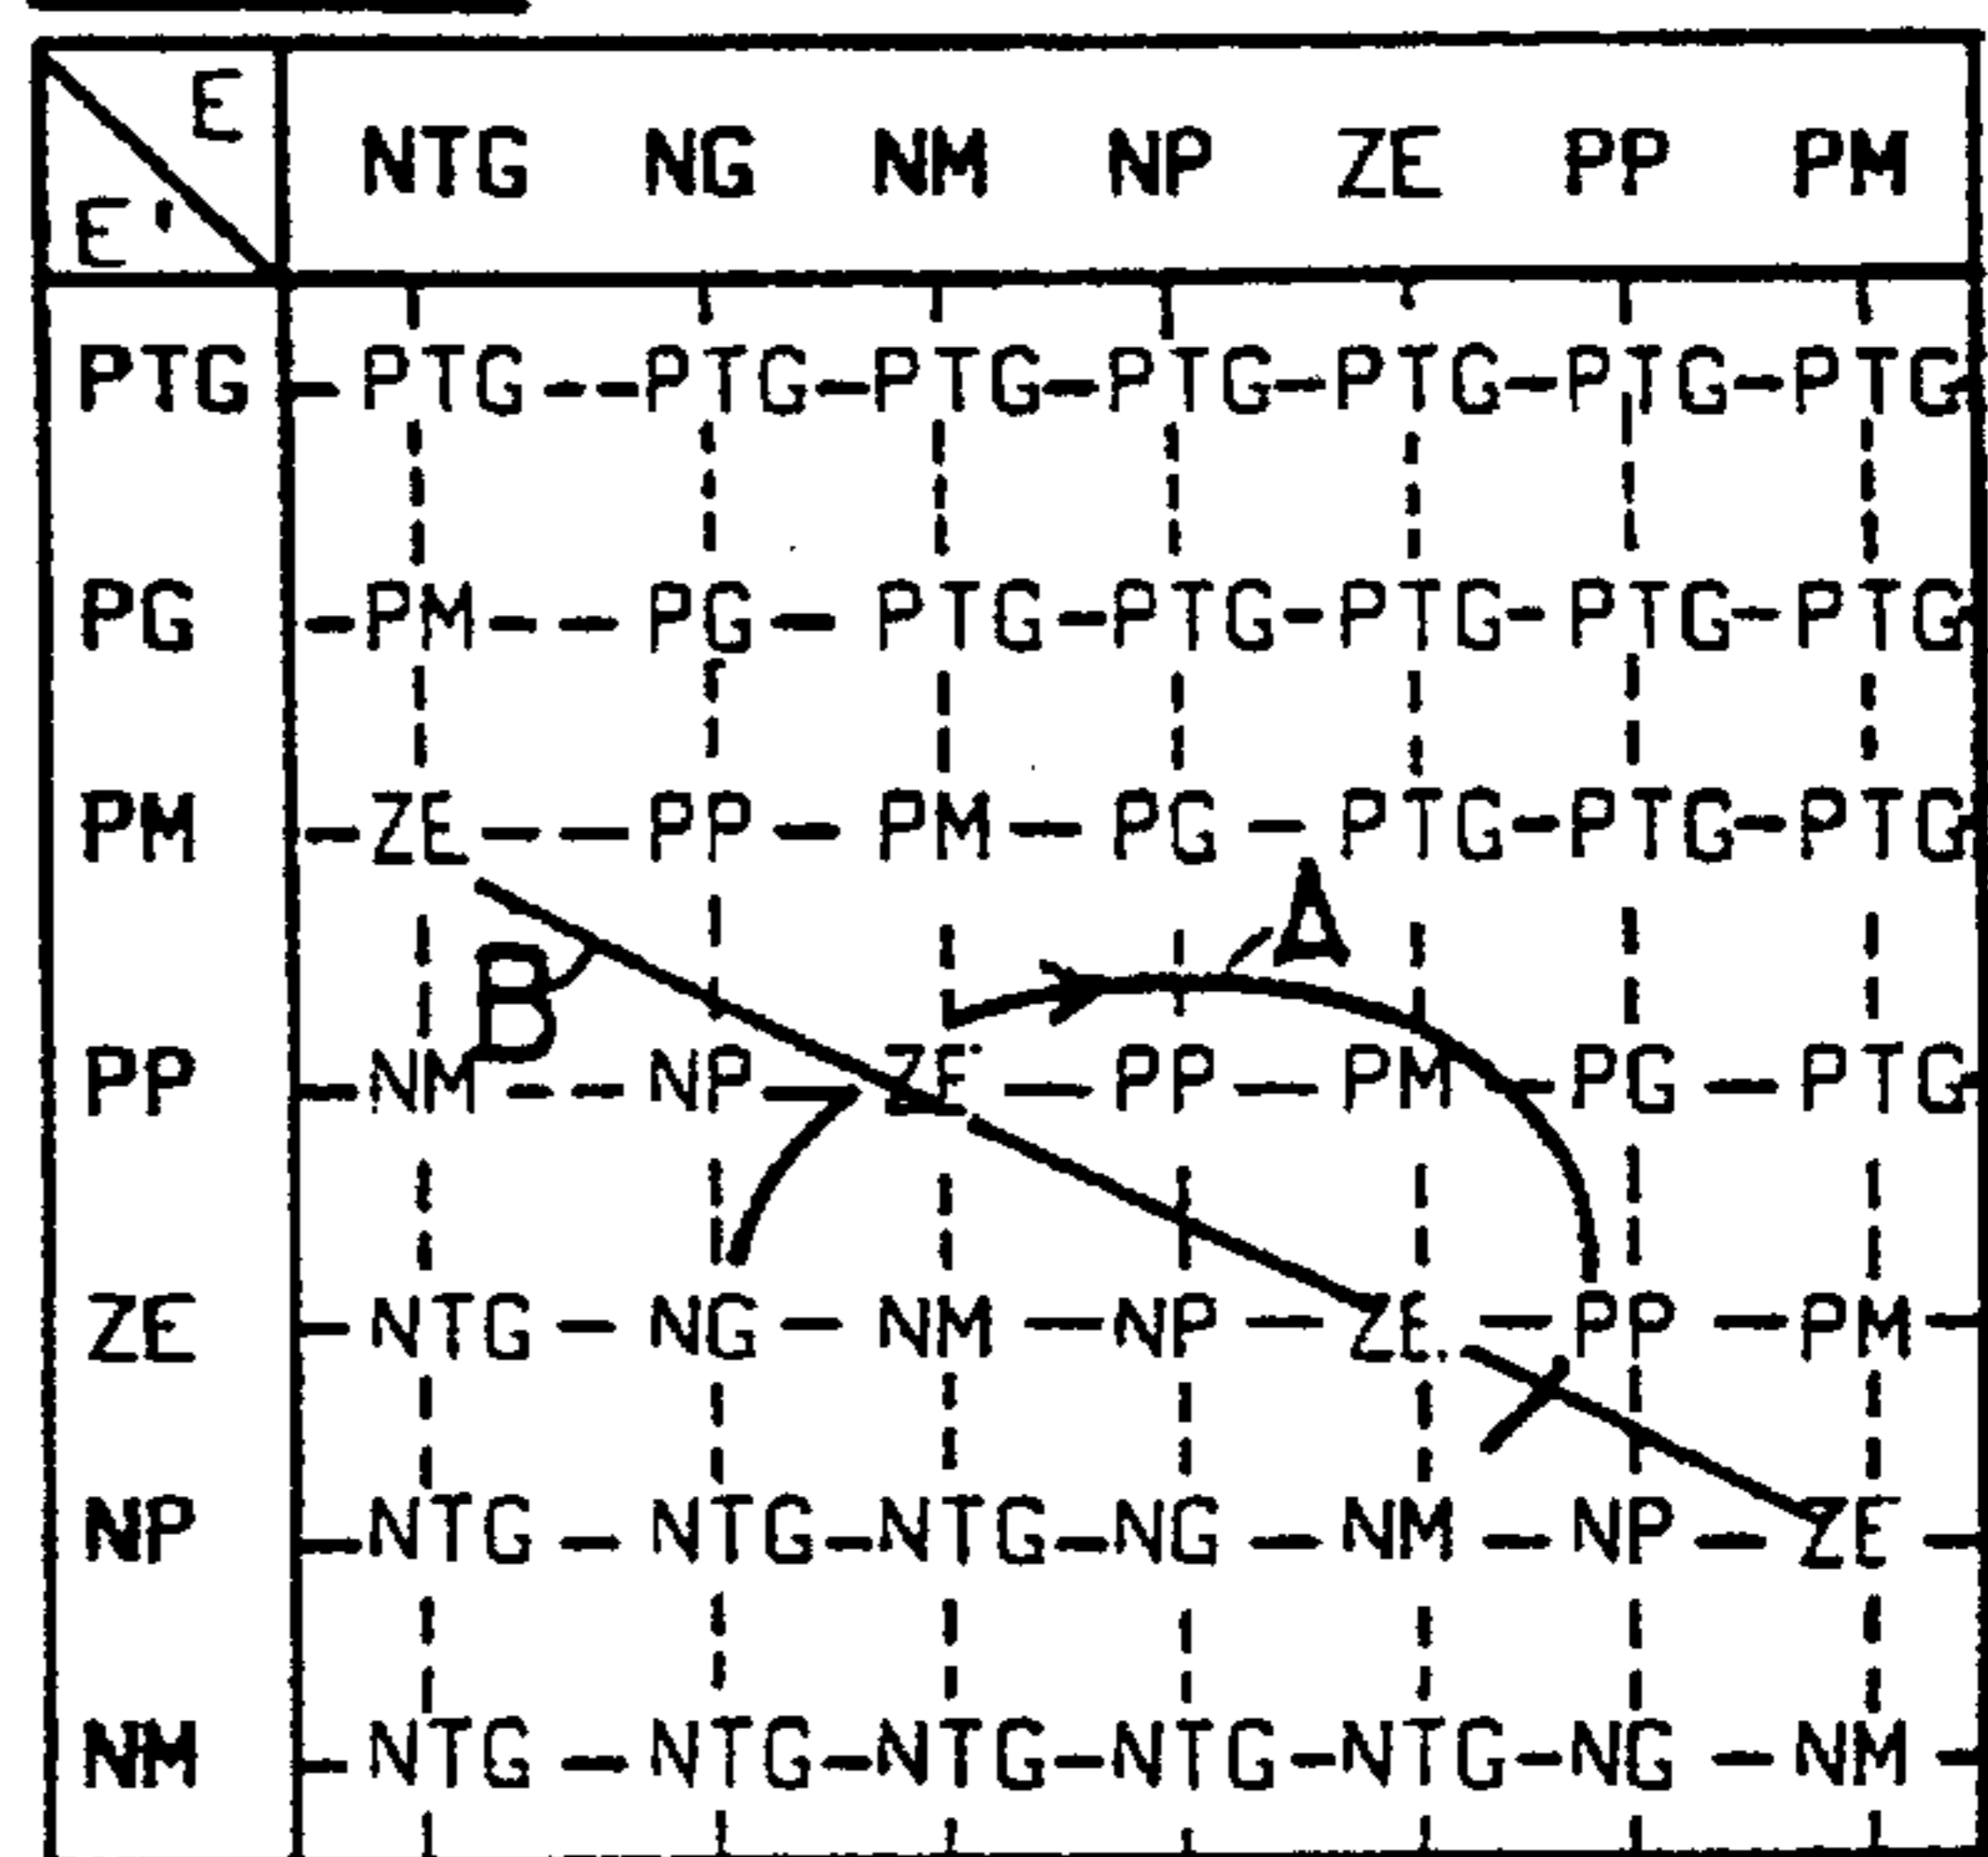 E NTG NG NM NP ZE PP PM
E'
PTG PTG PTG PTG PTG PTG PTG PTG
PG PM PG PTG PTG PTG PTG PTG
PM ZE PP PM PG PTG PTG PTG
A
B
PP NM NP ZE PP PM PG PTG
ZE NTG NG NM NP ZE PP PM
NP NTG NTG NTG NG NM NP ZE
NM NTG NTG NTG NTG NTG NG NM